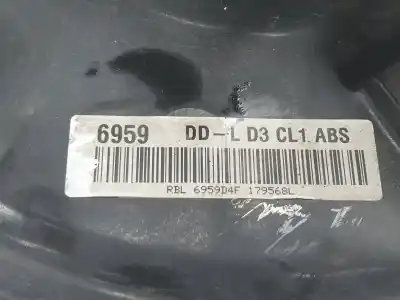 6959 DD-L D3 CL1 ABS
RBL 6959D4F 179568L